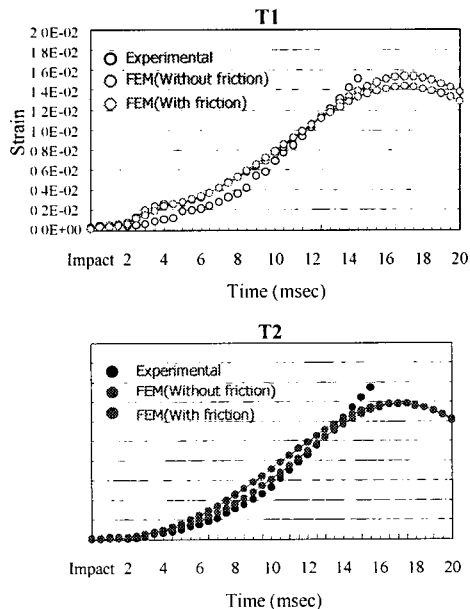 T1
2 0E-02
1 8E-02
1 6E-02
1 4E-02
1 2E-02
1 0E-02
0 8E-02
0 6E-02
0 4E-02
0 2E-02
0 0E+00
Strain
Experimental
FEM(Without friction)
FEM(With friction)
Impact 2 4 6 8 10 12 14 16 18 20
Time (msec)
T2
Experimental
FEM(Without friction)
FEM(With friction)
Impact 2 4 6 8 10 12 14 16 18 20
Time (msec)